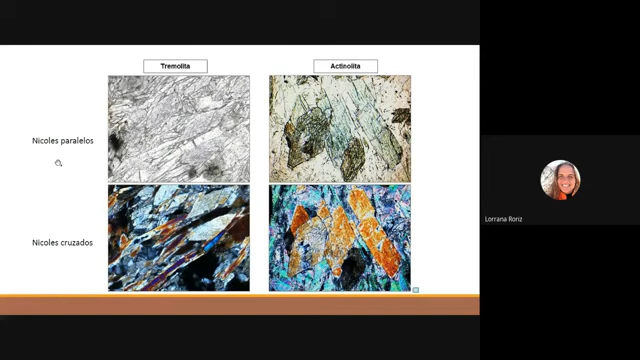 Tremolita
Actinolita
Nicoles paralelos
Nicoles cruzados
Lorrana Roriz